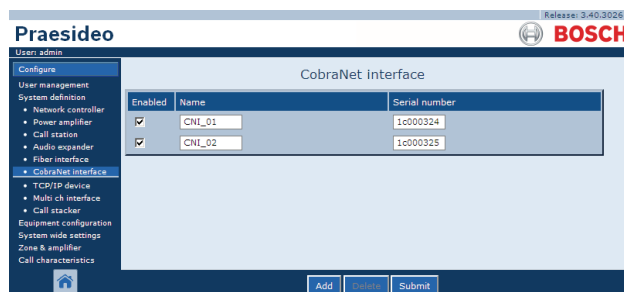 Release: 3.40.3026
Praesideo
BOSCH
User: admin
Configure
User management
System definition
• Network controller
• Power amplifier
• Call station
• Audio expander
• Fiber interface
• CobraNet interface
• TCP/IP device
• Multi ch interface
• Call stacker
Equipment configuration
System wide settings
Zone & amplifier
Call characteristics
CobraNet interface
Enabled Name Serial number
CNI_01 1c000324
CNI_02 1c000325
Add Delete Submit